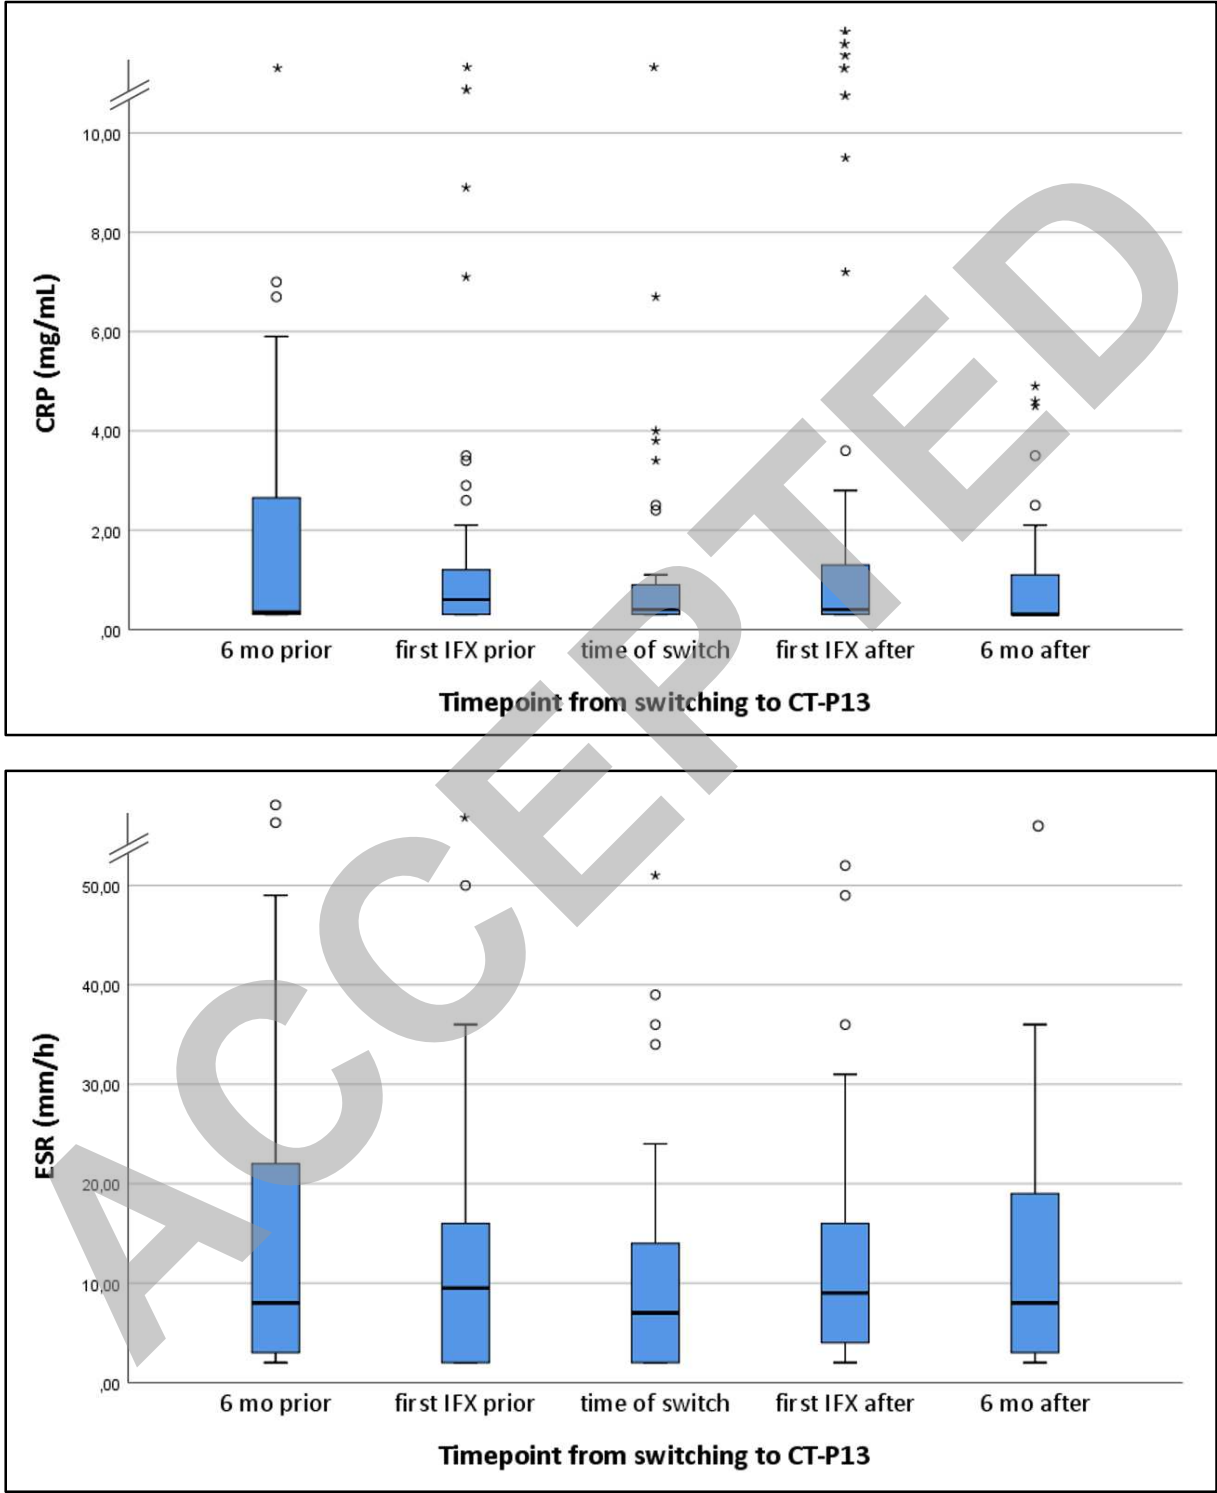 10,00
8,00
6,00
4,00
2,00
,00
CRP (mg/mL)
6 mo prior first IFX prior time of switch first IFX after 6 mo after
Timepoint from switching to CT-P13
50,00
40,00
30,00
20,00
10,00
,00
ESR (mm/h)
6 mo prior first IFX prior time of switch first IFX after 6 mo after
Timepoint from switching to CT-P13
ACCEPTED